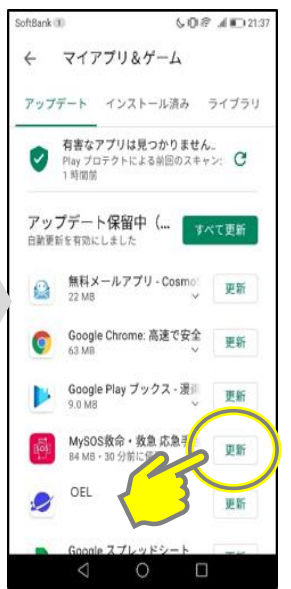 SoftBank 21:37
← マイアプリ&ゲーム
アップデート インストール済み ライブラリ
有害なアプリは見つかりません..
Play プロテクトによる前回のスキャン:
1 時間前
アップデート保留中（... すべて更新
自動更新を有効にしました
無料メールアプリ - Cosmo
22 MB 更新
Google Chrome: 高速で安全
63 MB 更新
Google Play ブックス - 漫
9.0 MB 更新
MySOS救命・救急 応急手
84 MB・30 分前に 更新
OEL
更新
Google スプレッドシート